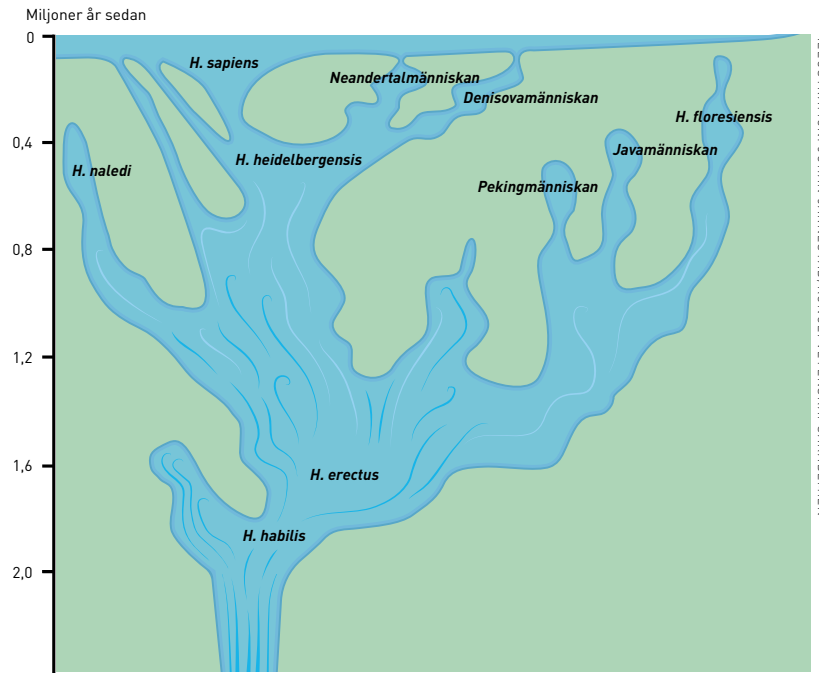 Miljoner år sedan
0
H. sapiens
Neandertalmänniskan
Denisovamänniskan
H. floresiensis
0,4
Javamänniskan
H. heidelbergensis
H. naledi
Pekingmänniskan
0,8
1,2
1,6
H. erectus
H. habilis
2,0